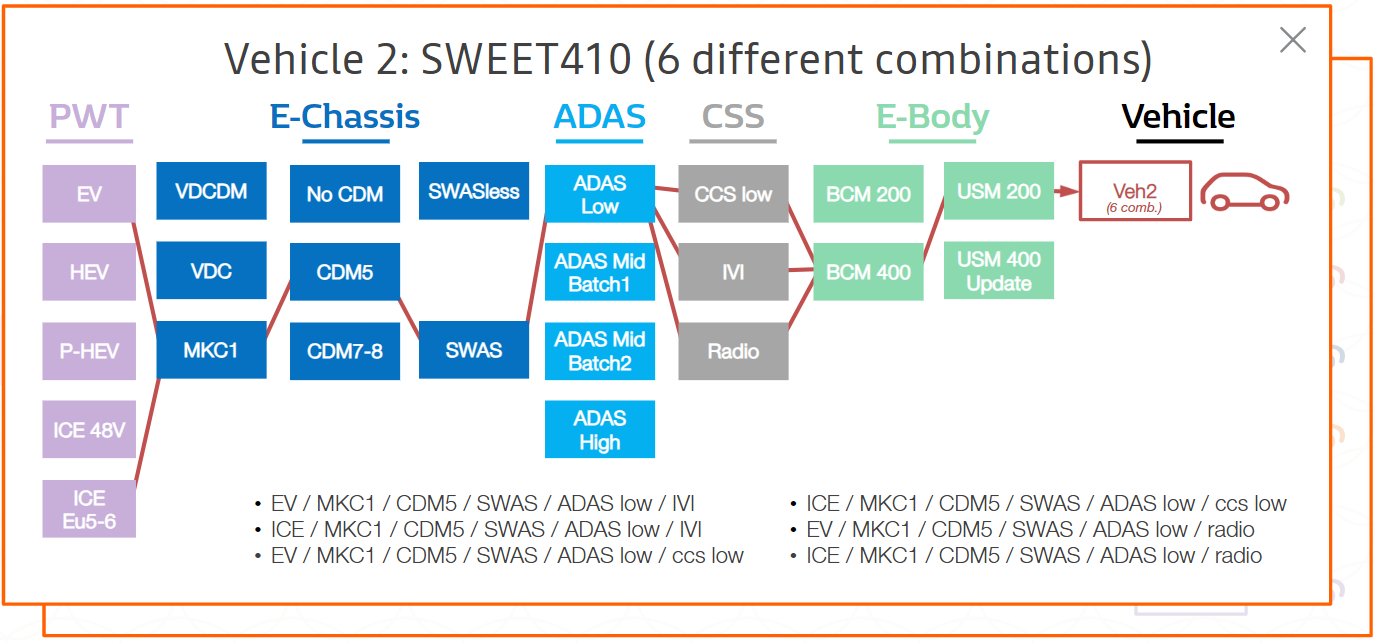 Vehicle 2: SWEET410 (6 different combinations)
PWT
E-Chassis
ADAS
CSS
E-Body
Vehicle
EV
VDCDM
No CDM
SWASless
ADAS
Low
CCS low
BCM 200
USM 200
Veh2
(6 comb.)
HEV
VDC
CDM5
ADAS Mid
Batch1
IVI
BCM 400
USM 400
Update
P-HEV
MKC1
CDM7-8
SWAS
ADAS Mid
Batch2
Radio
ICE 48V
ADAS
High
ICE
Eu5-6
• EV / MKC1 / CDM5 / SWAS / ADAS low / IVI
• ICE / MKC1 / CDM5 / SWAS / ADAS low / IVI
• EV / MKC1 / CDM5 / SWAS / ADAS low / ccs low
• ICE / MKC1 / CDM5 / SWAS / ADAS low / ccs low
• EV / MKC1 / CDM5 / SWAS / ADAS low / radio
• ICE / MKC1 / CDM5 / SWAS / ADAS low / radio